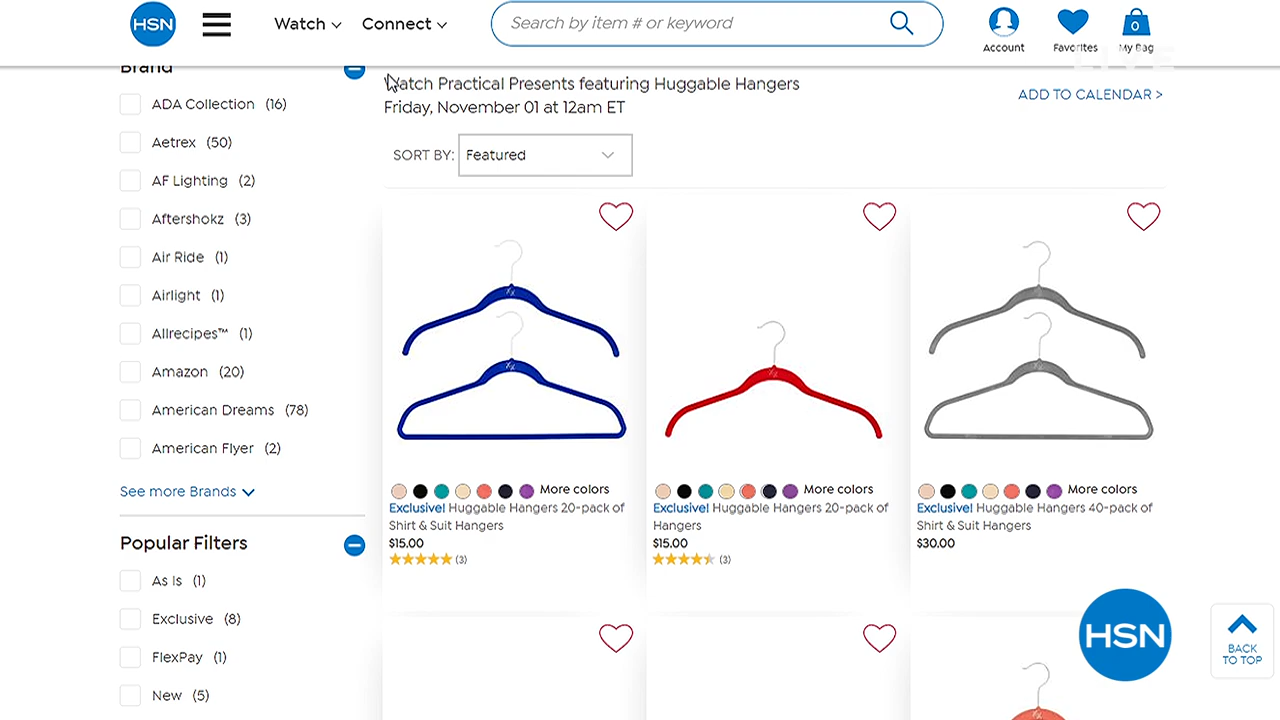 HSN
Watch
Connect
Search by item # or keyword
Account
Favorites
0
My Bag
LIVE
Brand
ADA Collection (16)
Aetrex (50)
AF Lighting (2)
Aftershokz (3)
Air Ride (1)
Airlight (1)
Allrecipes™ (1)
Amazon (20)
American Dreams (78)
American Flyer (2)
See more Brands
Popular Filters
As Is (1)
Exclusive (8)
FlexPay (1)
New (5)
Watch Practical Presents featuring Huggable Hangers
Friday, November 01 at 12am ET
ADD TO CALENDAR >
SORT BY: Featured
More colors
Exclusive! Huggable Hangers 20-pack of
Shirt & Suit Hangers
$15.00
(3)
More colors
Exclusive! Huggable Hangers 20-pack of
Hangers
$15.00
(3)
More colors
Exclusive! Huggable Hangers 40-pack of
Shirt & Suit Hangers
$30.00
HSN
BACK
TO TOP